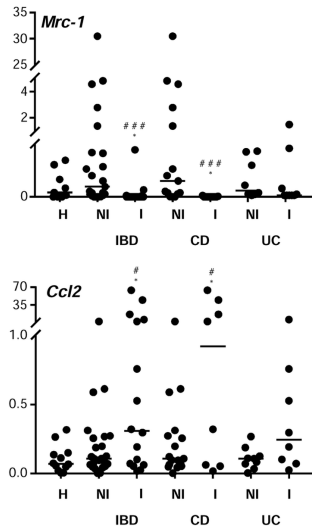 Mrc-1
35
30
25
4
2
0
# # #
*
# # #
*
H NI I NI I NI I
IBD CD UC
Ccl2
70
35
1.0
0.5
0.0
#
*
#
*
H NI I NI I NI I
IBD CD UC